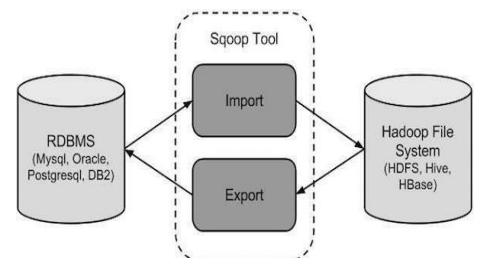 Sqoop Tool
Import
RDBMS
(Mysql, Oracle,
Postgresql, DB2)
Export
Hadoop File
System
(HDFS, Hive,
HBase)